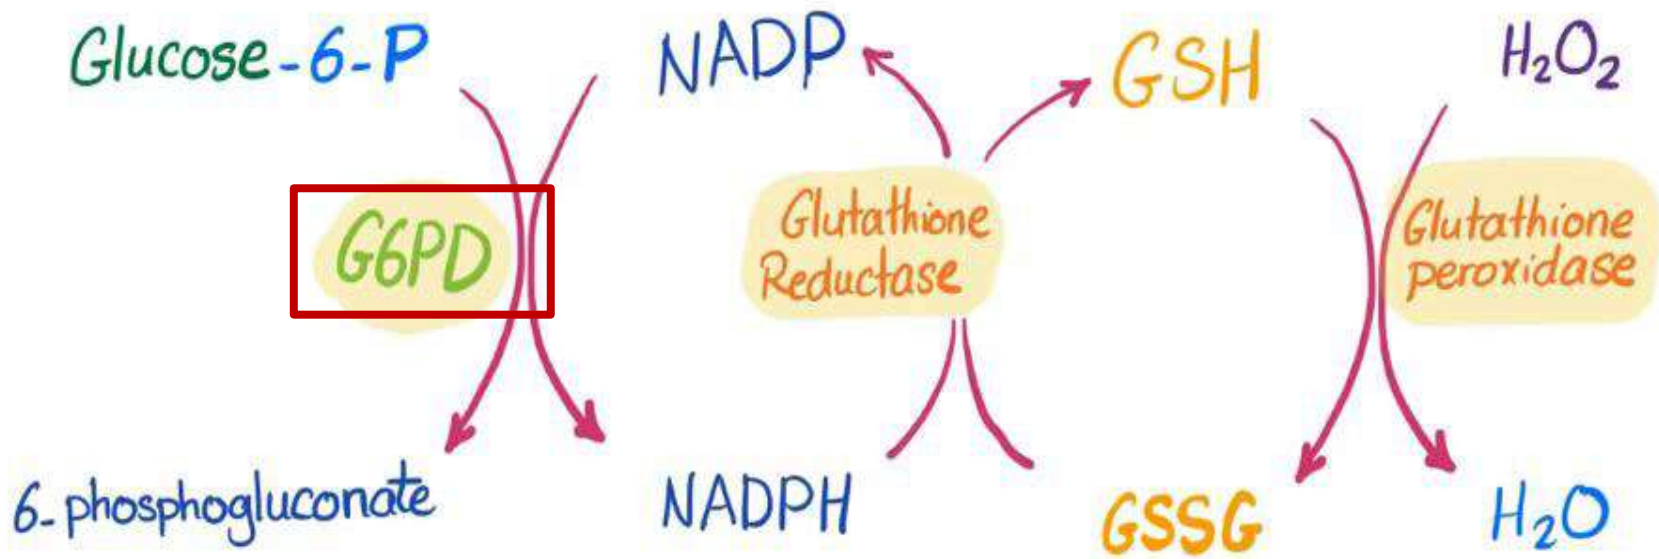 Glucose-6-P NADP GSH H₂O₂
G6PD
Glutathione
Reductase
Glutathione
peroxidase
6-phosphogluconate NADPH GSSG H₂O